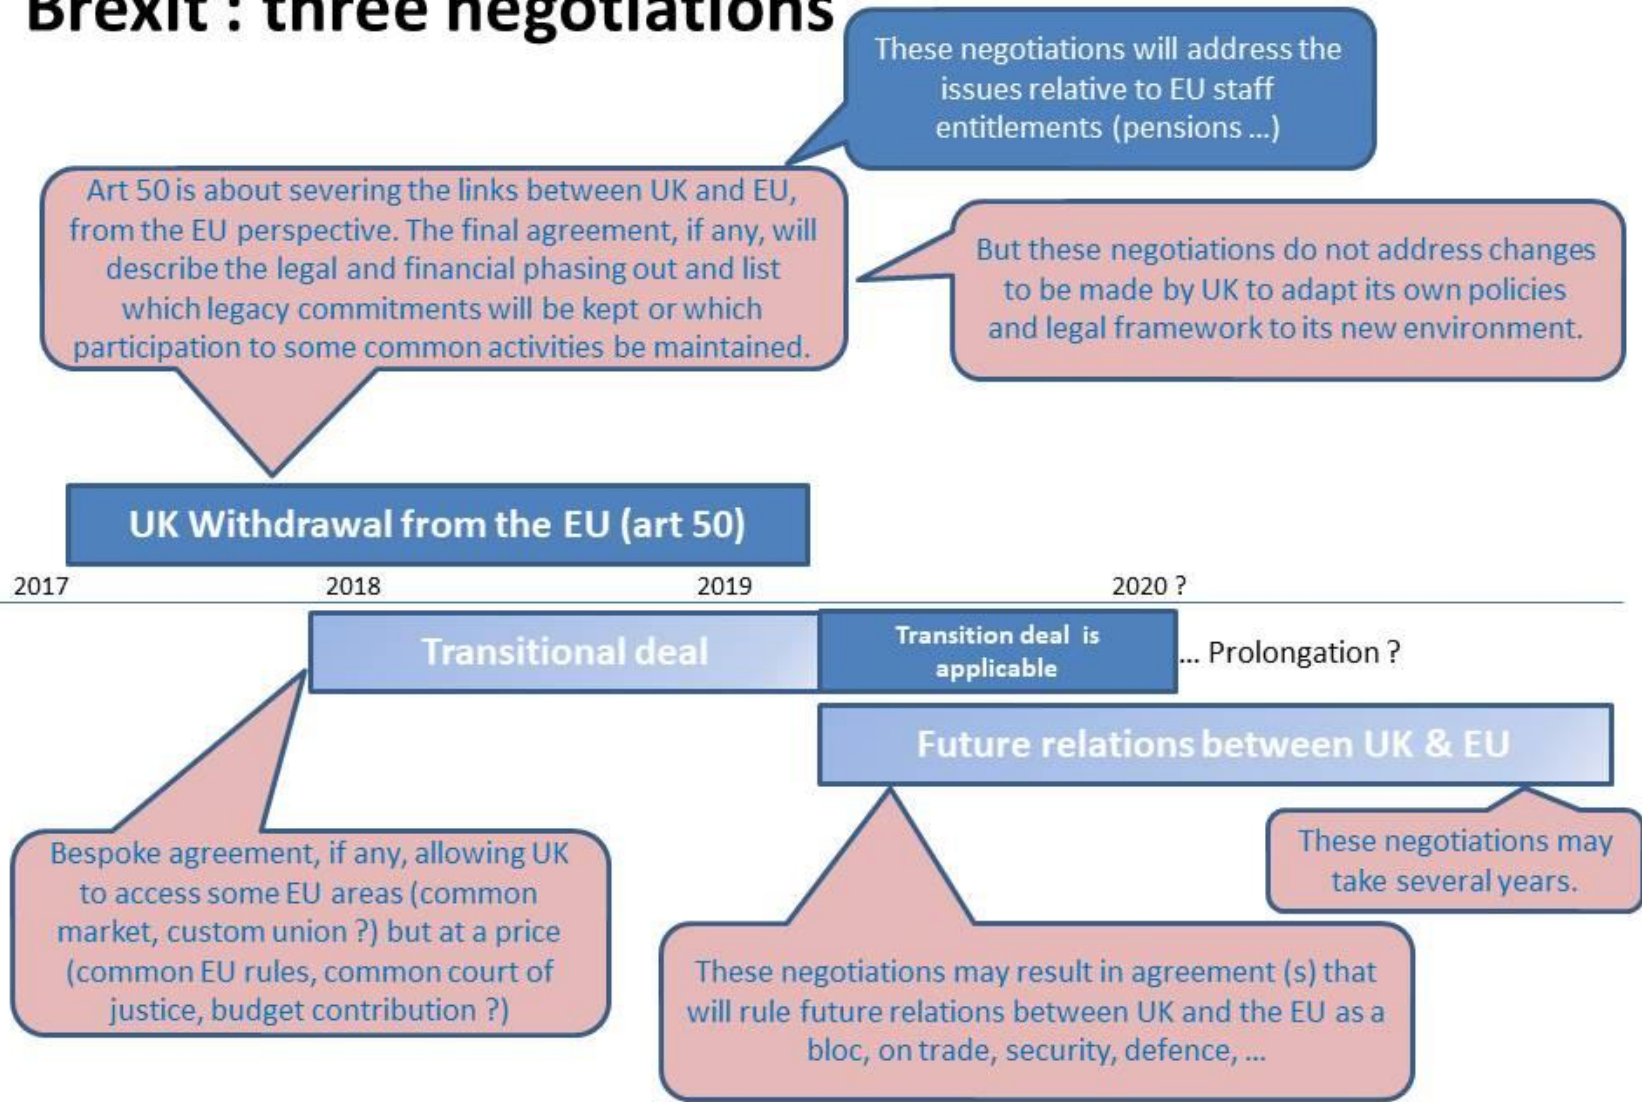 Brexit : three negotiations
These negotiations will address the
issues relative to EU staff
entitlements (pensions ...)
Art 50 is about severing the links between UK and EU,
from the EU perspective. The final agreement, if any, will
describe the legal and financial phasing out and list
which legacy commitments will be kept or which
participation to some common activities be maintained.
But these negotiations do not address changes
to be made by UK to adapt its own policies
and legal framework to its new environment.
UK Withdrawal from the EU (art 50)
2017 2018 2019 2020 ?
Transitional deal
Transition deal is
applicable
... Prolongation ?
Future relations between UK & EU
Bespoke agreement, if any, allowing UK
to access some EU areas (common
market, custom union ?) but at a price
(common EU rules, common court of
justice, budget contribution ?)
These negotiations may
take several years.
These negotiations may result in agreement (s) that
will rule future relations between UK and the EU as a
bloc, on trade, security, defence, ...